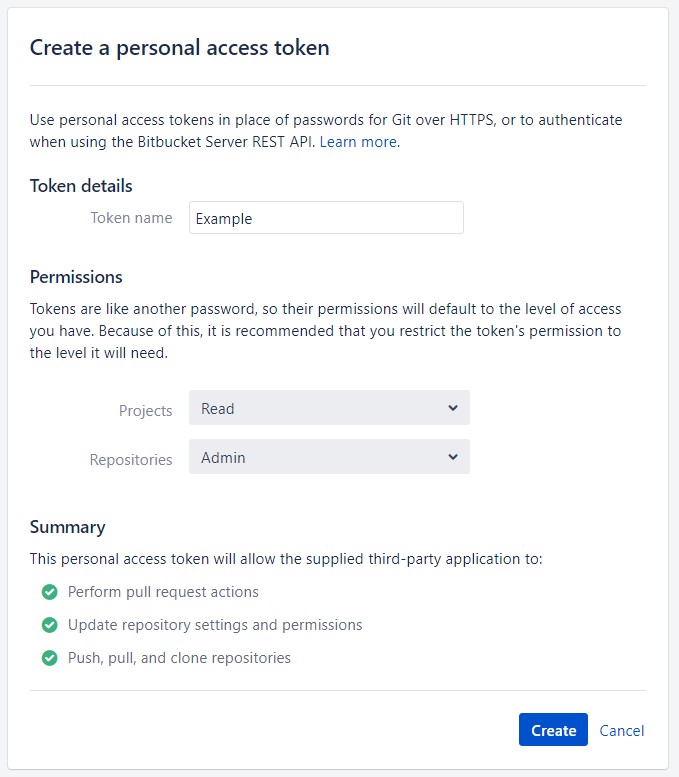 Create a personal access token
Use personal access tokens in place of passwords for Git over HTTPS, or to authenticate
when using the Bitbucket Server REST API. Learn more.
Token details
Token name Example
Permissions
Tokens are like another password, so their permissions will default to the level of access
you have. Because of this, it is recommended that you restrict the token's permission to
the level it will need.
Projects Read
Repositories Admin
Summary
This personal access token will allow the supplied third-party application to:
Perform pull request actions
Update repository settings and permissions
Push, pull, and clone repositories
Create Cancel